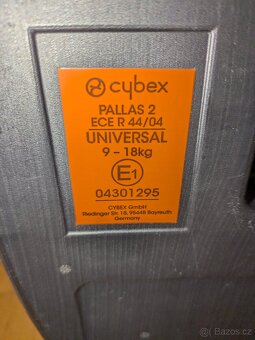 cybex
PALLAS 2
ECE R 44/04
UNIVERSAL
9 - 18kg
E1
04301295
CYBEX GmbH
Riedinger Str. 18, 95448 Bayreuth
Germany
Bazoš.cz